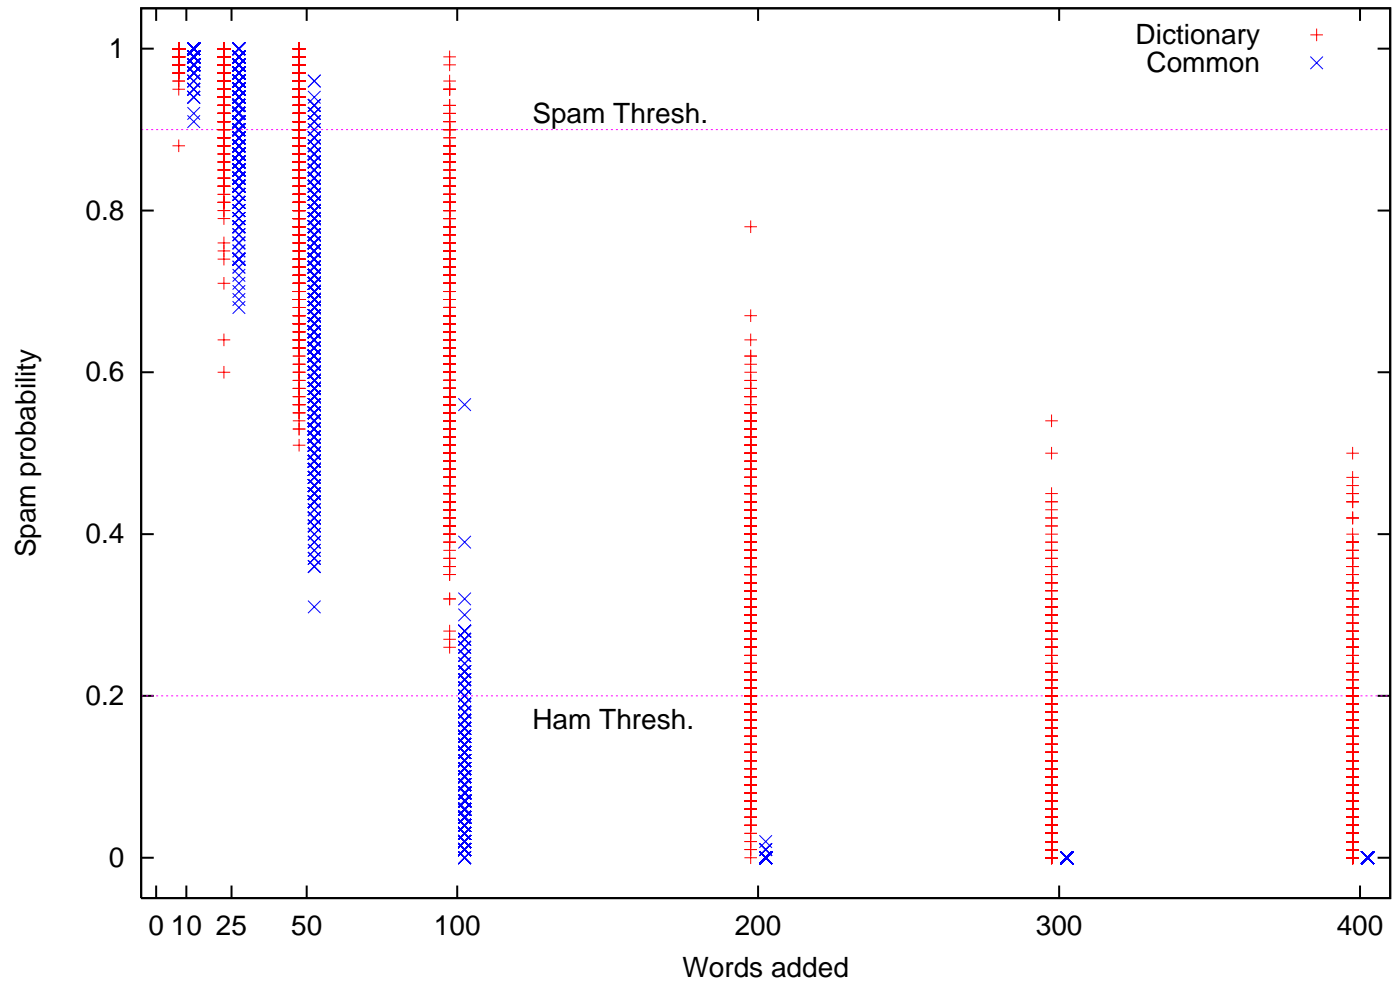 Dictionary
Common
1
Spam Thresh.
0.8
0.6
0.4
0.2
Ham Thresh.
0
Spam probability
0 10 25 50 100 200 300 400
Words added